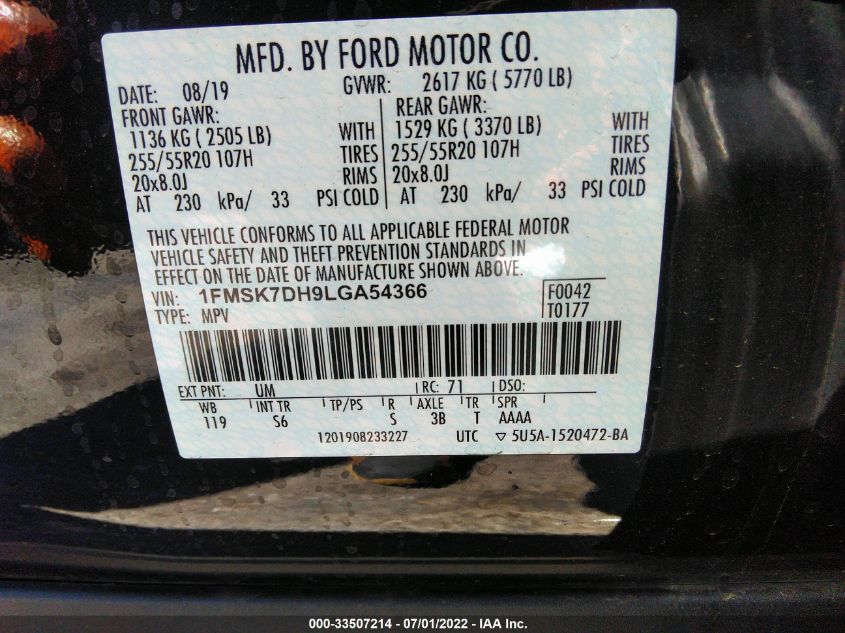 MFD. BY FORD MOTOR CO.
DATE: 08/19 GVWR: 2617 KG ( 5770 LB)
FRONT GAWR: REAR GAWR:
1136 KG ( 2505 LB) WITH 1529 KG ( 3370 LB) WITH
255/55R20 107H TIRES 255/55R20 107H TIRES
20x8.0J RIMS 20x8.0J RIMS
AT 230 kPa/ 33 PSI COLD AT 230 kPa/ 33 PSI COLD
THIS VEHICLE CONFORMS TO ALL APPLICABLE FEDERAL MOTOR
VEHICLE SAFETY AND THEFT PREVENTION STANDARDS IN
EFFECT ON THE DATE OF MANUFACTURE SHOWN ABOVE.
VIN: 1FMSK7DH9LGA54366 F0042
TYPE: MPV T0177
EXT PNT: UM RC: 71 DSO:
WB INT TR TP/PS R AXLE TR SPR
119 S6 S 3B T AAAA
1201908233227 UTC ▽ 5U5A-1520472-BA
000-33507214 - 07/01/2022 - IAA Inc.